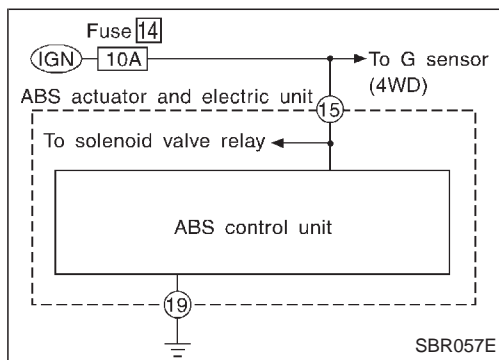 Fuse 14
IGN 10A To G sensor
(4WD)
ABS actuator and electric unit
15
To solenoid valve relay
ABS control unit
19
SBR057E